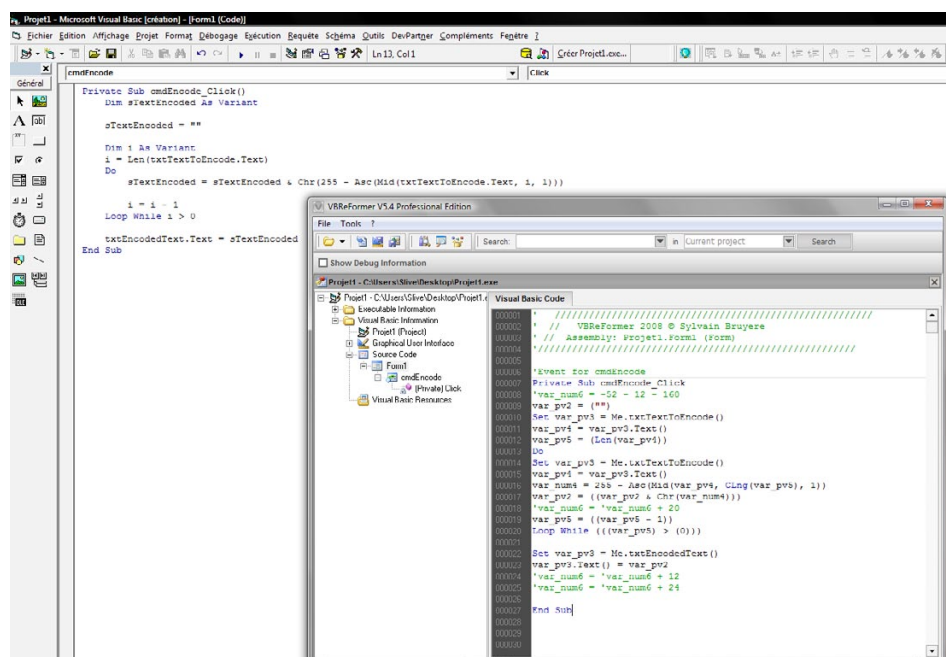 Projet1 - Microsoft Visual Basic [création] - [Form1 (Code)]
Eichier Edition Affichage Projet Format Débogage Exécution Requête Schéma Outils DevPartner Compléments Fenêtre ?
Ln 13, Col 1 Créer Projet1.exe...
Général
cmdEncode Click
Private Sub cmdEncode_Click()
Dim sTextEncoded As Variant
sTextEncoded = ""
Dim i As Variant
i = Len(txtTextToEncode.Text)
Do
sTextEncoded = sTextEncoded & Chr(255 - Asc(Mid(txtTextToEncode.Text, i, 1)))
i = i - 1
Loop While i > 0
txtEncodedText.Text = sTextEncoded
End Sub
VBReFormer V5.4 Professional Edition
File Tools ?
Search: in Current project Search
Show Debug Information
Projet1 - C:\Users\Slive\Desktop\Projet1.exe
Projet1 - C:\Users\Slive\Desktop\Projet1.e
Executable Information
Visual Basic Information
Projet1 (Project)
Graphical User Interface
Source Code
Form1
cmdEncode
(Private) Click
Visual Basic Resources
Visual Basic Code
000001 ' ////////////////////////////////////////////////////////
000002 ' // VBReFormer 2008 © Sylvain Bruyere
000003 ' // Assembly: Projet1.Form1 (Form)
000004 '////////////////////////////////////////////////////////
000005
000006 'Event for cmdEncode
000007 Private Sub cmdEncode_Click
000008 'var_num6 = -52 - 12 - 160
000009 var_pv2 = ("")
000010 Set var_pv3 = Me.txtTextToEncode()
000011 var_pv4 = var_pv3.Text()
000012 var_pv5 = (Len(var_pv4))
000013 Do
000014 Set var_pv3 = Me.txtTextToEncode()
000015 var_pv4 = var_pv3.Text()
000016 var_num4 = 255 - Asc(Mid(var_pv4, CLng(var_pv5), 1))
000017 var_pv2 = ((var_pv2 & Chr(var_num4)))
000018 'var_num6 = 'var_num6 + 20
000019 var_pv5 = ((var_pv5 - 1))
000020 Loop While (((var_pv5) > (0)))
000021
000022 Set var_pv3 = Me.txtEncodedText()
000023 var_pv3.Text() = var_pv2
000024 'var_num6 = 'var_num6 + 12
000025 'var_num6 = 'var_num6 + 24
000026
000027 End Sub
000028
000029
000030